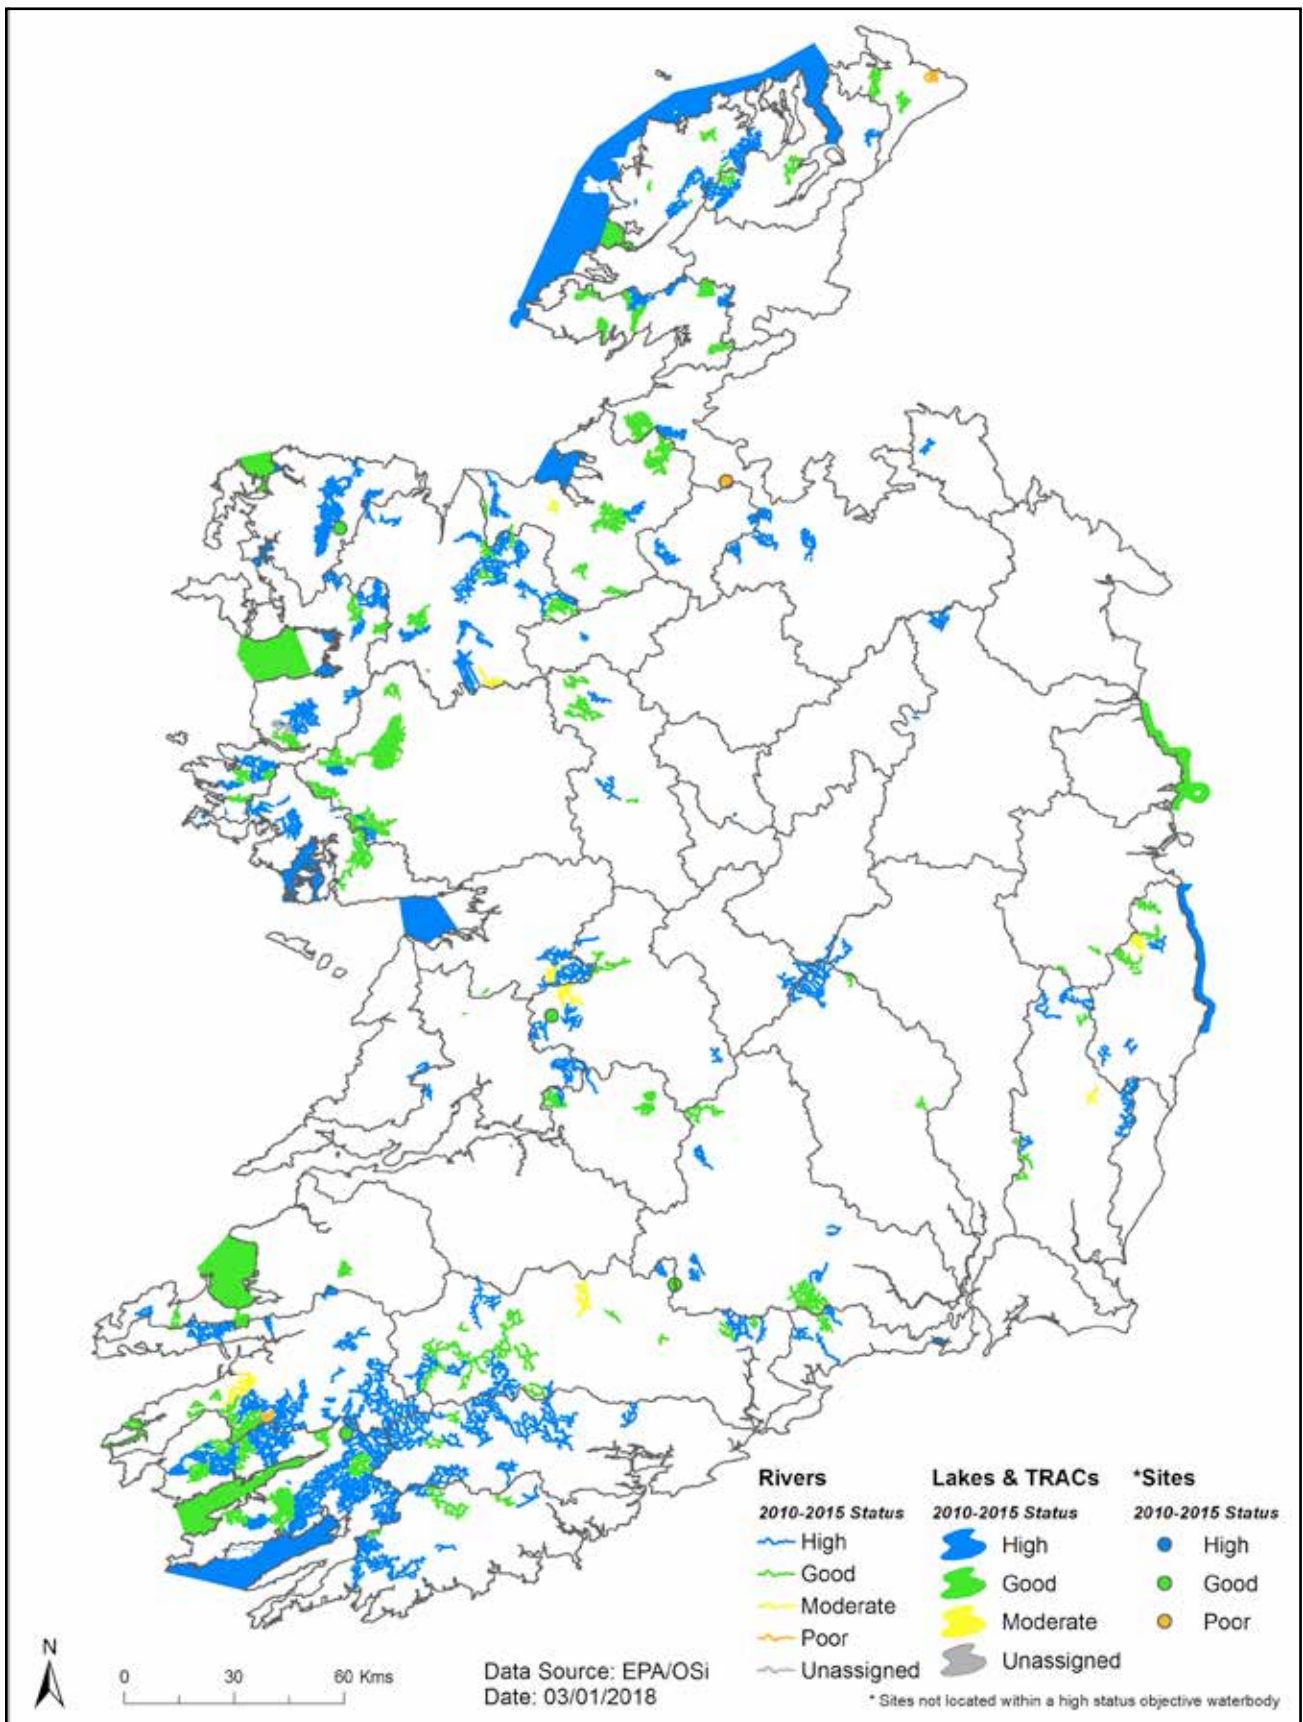 Rivers
2010-2015 Status
High
Good
Moderate
Poor
Unassigned
Lakes & TRACs
2010-2015 Status
High
Good
Moderate
Unassigned
*Sites
2010-2015 Status
High
Good
Poor
N
0 30 60 Kms
Data Source: EPA/OSi
Date: 03/01/2018
* Sites not located within a high status objective waterbody